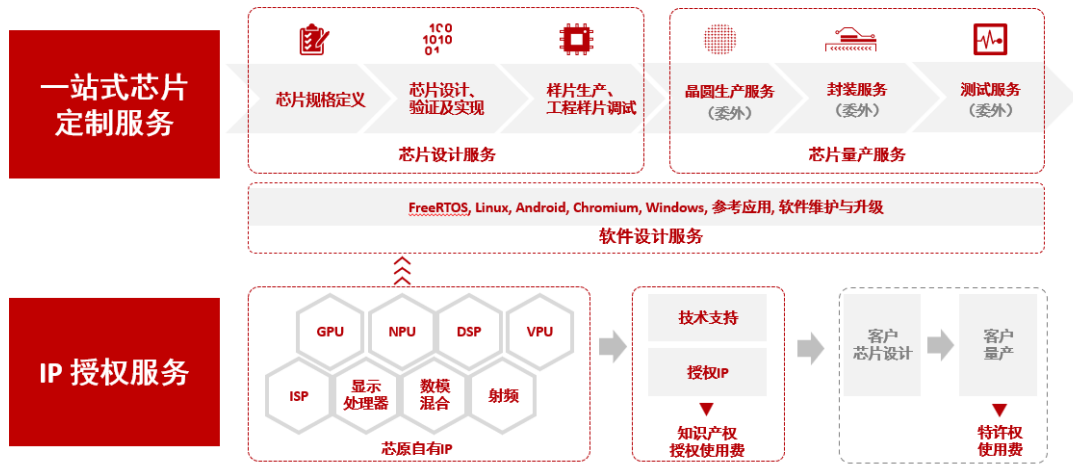 一站式芯片
定制服务
芯片规格定义
芯片设计、
验证及实现
样片生产、
工程样片调试
芯片设计服务
晶圆生产服务
（委外）
封装服务
（委外）
测试服务
（委外）
芯片量产服务
FreeRTOS, Linux, Android, Chromium, Windows, 参考应用, 软件维护与升级
软件设计服务
IP 授权服务
GPU
NPU
DSP
VPU
ISP
显示
处理器
数模
混合
射频
芯原自有IP
技术支持
授权IP
知识产权
授权使用费
客户
芯片设计
客户
量产
特许权
使用费